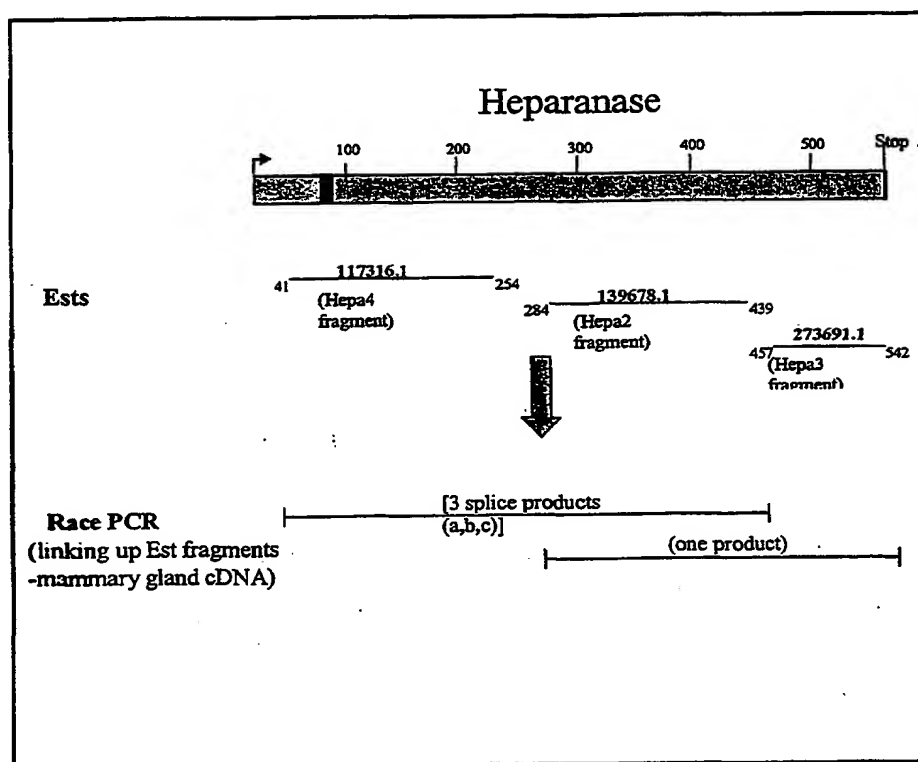 Heparanase
100 200 300 400 500 Stop
Ests
41 117316.1 254
(Hepa4
fragment)
284 139678.1 439
(Hepa2
fragment)
457 273691.1 542
(Hepa3
fragment)
Race PCR
(linking up Est fragments
-mammary gland cDNA)
[3 splice products
(a,b,c)]
(one product)